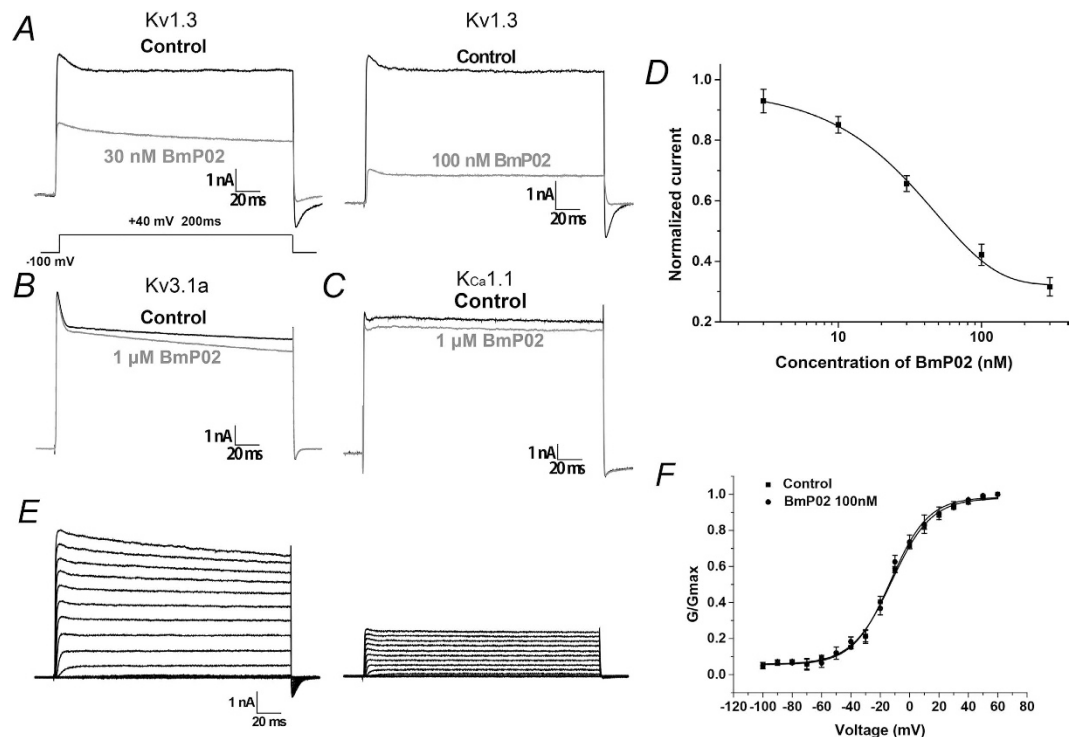 A
Kv1.3
Control
30 nM BmP02
1 nA
20 ms
+40 mV 200ms
-100 mV
Kv1.3
Control
100 nM BmP02
1 nA
20 ms
B
Kv3.1a
Control
1 µM BmP02
1 nA
20 ms
C
KCa1.1
Control
1 µM BmP02
1 nA
20 ms
D
Normalized current
1.0
0.8
0.6
0.4
0.2
10
100
Concentration of BmP02 (nM)
E
1 nA
20 ms
F
Control
BmP02 100nM
G/Gmax
1.0
0.8
0.6
0.4
0.2
0.0
-120 -100 -80 -60 -40 -20 0 20 40 60 80
Voltage (mV)